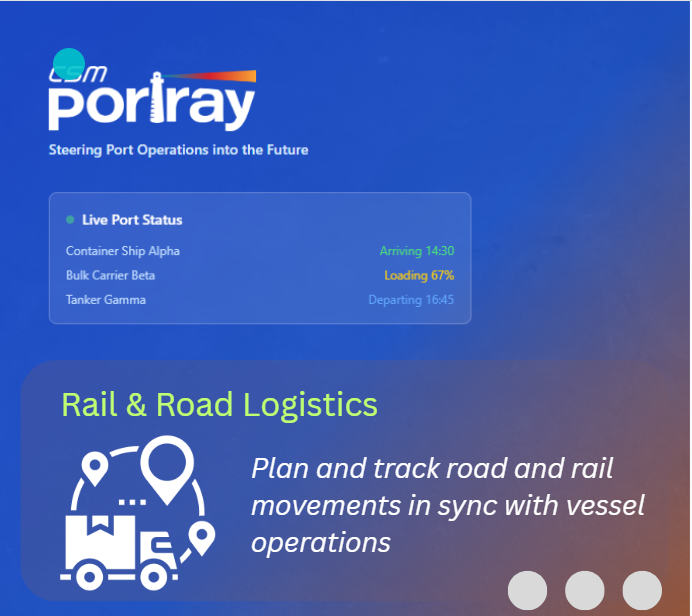 csm
portray
Steering Port Operations into the Future
Live Port Status
Container Ship Alpha Arriving 14:30
Bulk Carrier Beta Loading 67%
Tanker Gamma Departing 16:45
Rail & Road Logistics
Plan and track road and rail
movements in sync with vessel
operations